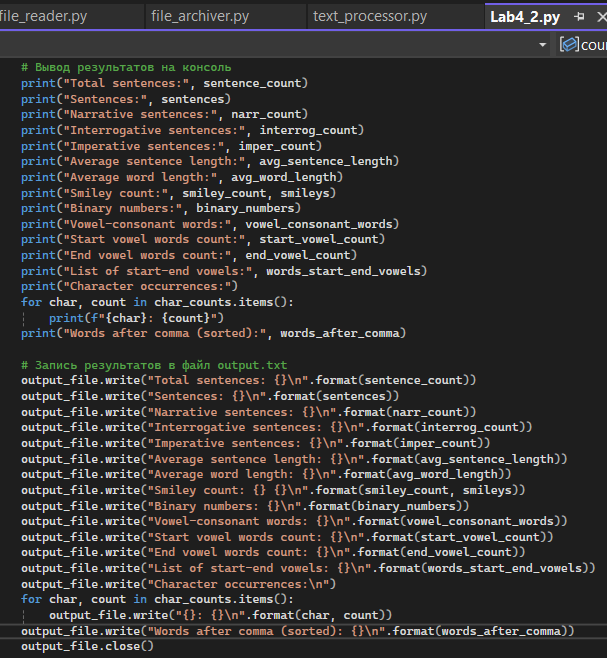 file_reader.py file_archiver.py text_processor.py Lab4_2.py
cour
# Вывод результатов на консоль
print("Total sentences:", sentence_count)
print("Sentences:", sentences)
print("Narrative sentences:", narr_count)
print("Interrogative sentences:", interrog_count)
print("Imperative sentences:", imper_count)
print("Average sentence length:", avg_sentence_length)
print("Average word length:", avg_word_length)
print("Smiley count:", smiley_count, smileys)
print("Binary numbers:", binary_numbers)
print("Vowel-consonant words:", vowel_consonant_words)
print("Start vowel words count:", start_vowel_count)
print("End vowel words count:", end_vowel_count)
print("List of start-end vowels:", words_start_end_vowels)
print("Character occurrences:")
for char, count in char_counts.items():
    print(f"{char}: {count}")
print("Words after comma (sorted):", words_after_comma)
# Запись результатов в файл output.txt
output_file.write("Total sentences: {}\n".format(sentence_count))
output_file.write("Sentences: {}\n".format(sentences))
output_file.write("Narrative sentences: {}\n".format(narr_count))
output_file.write("Interrogative sentences: {}\n".format(interrog_count))
output_file.write("Imperative sentences: {}\n".format(imper_count))
output_file.write("Average sentence length: {}\n".format(avg_sentence_length))
output_file.write("Average word length: {}\n".format(avg_word_length))
output_file.write("Smiley count: {} {}\n".format(smiley_count, smileys))
output_file.write("Binary numbers: {}\n".format(binary_numbers))
output_file.write("Vowel-consonant words: {}\n".format(vowel_consonant_words))
output_file.write("Start vowel words count: {}\n".format(start_vowel_count))
output_file.write("End vowel words count: {}\n".format(end_vowel_count))
output_file.write("List of start-end vowels: {}\n".format(words_start_end_vowels))
output_file.write("Character occurrences:\n")
for char, count in char_counts.items():
    output_file.write("{}: {}\n".format(char, count))
output_file.write("Words after comma (sorted): {}\n".format(words_after_comma))
output_file.close()